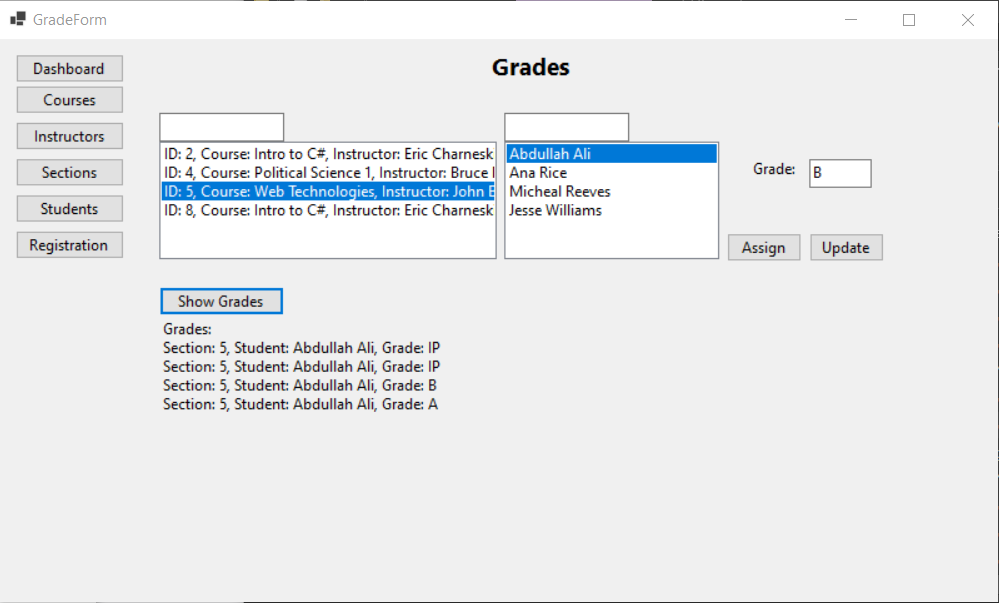 GradeForm
Grades
Dashboard
Courses
Instructors
Sections
Students
Registration
ID: 2, Course: Intro to C#, Instructor: Eric Charnesk
ID: 4, Course: Political Science 1, Instructor: Bruce
ID: 5, Course: Web Technologies, Instructor: John
ID: 8, Course: Intro to C#, Instructor: Eric Charnesk
Abdullah Ali
Ana Rice
Micheal Reeves
Jesse Williams
Grade: B
Assign Update
Show Grades
Grades:
Section: 5, Student: Abdullah Ali, Grade: IP
Section: 5, Student: Abdullah Ali, Grade: IP
Section: 5, Student: Abdullah Ali, Grade: B
Section: 5, Student: Abdullah Ali, Grade: A